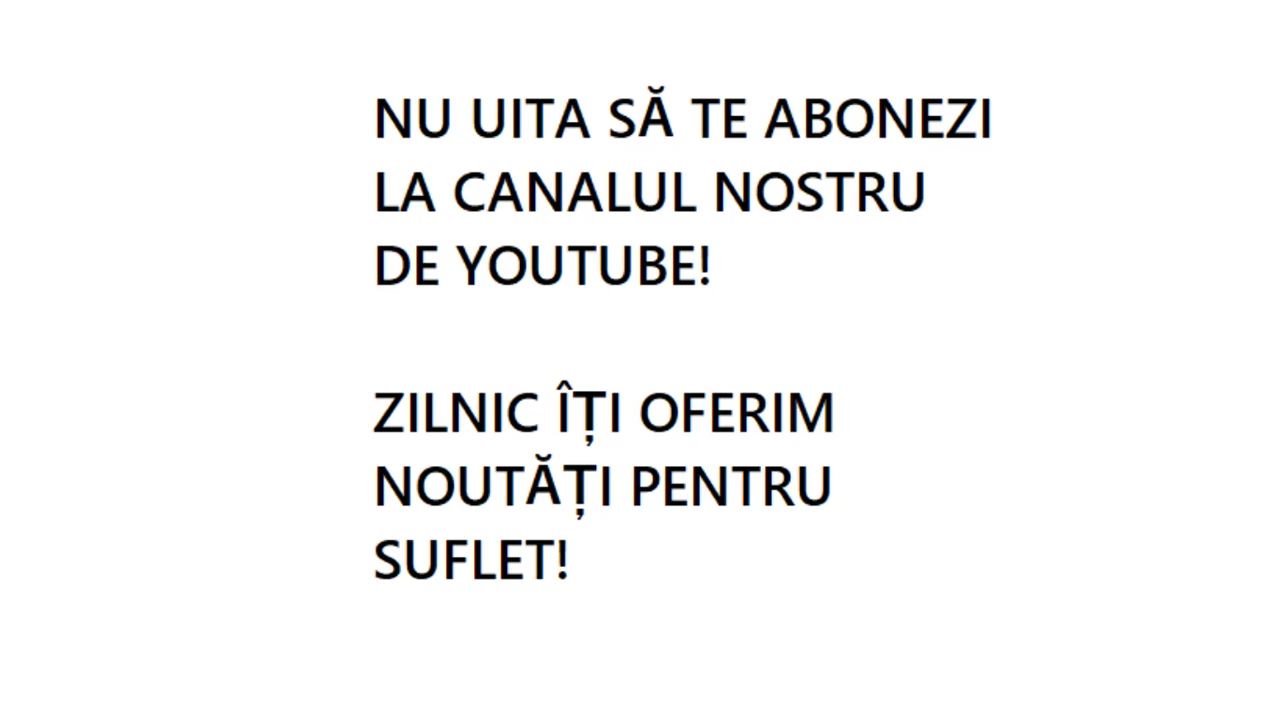 NU UITA SĂ TE ABONEZI
LA CANALUL NOSTRU
DE YOUTUBE!
ZILNIC ÎȚI OFERIM
NOUTĂȚI PENTRU
SUFLET!